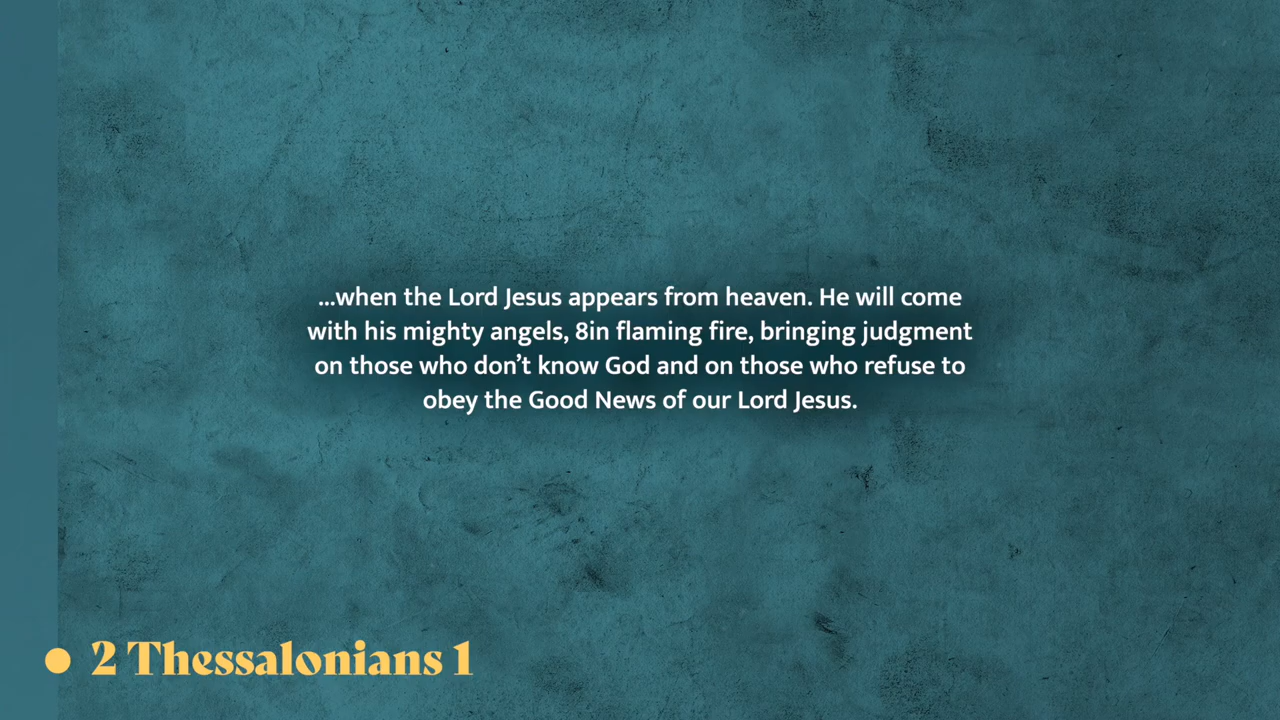 ...when the Lord Jesus appears from heaven. He will come
with his mighty angels, 8in flaming fire, bringing judgment
on those who don’t know God and on those who refuse to
obey the Good News of our Lord Jesus.
2 Thessalonians 1